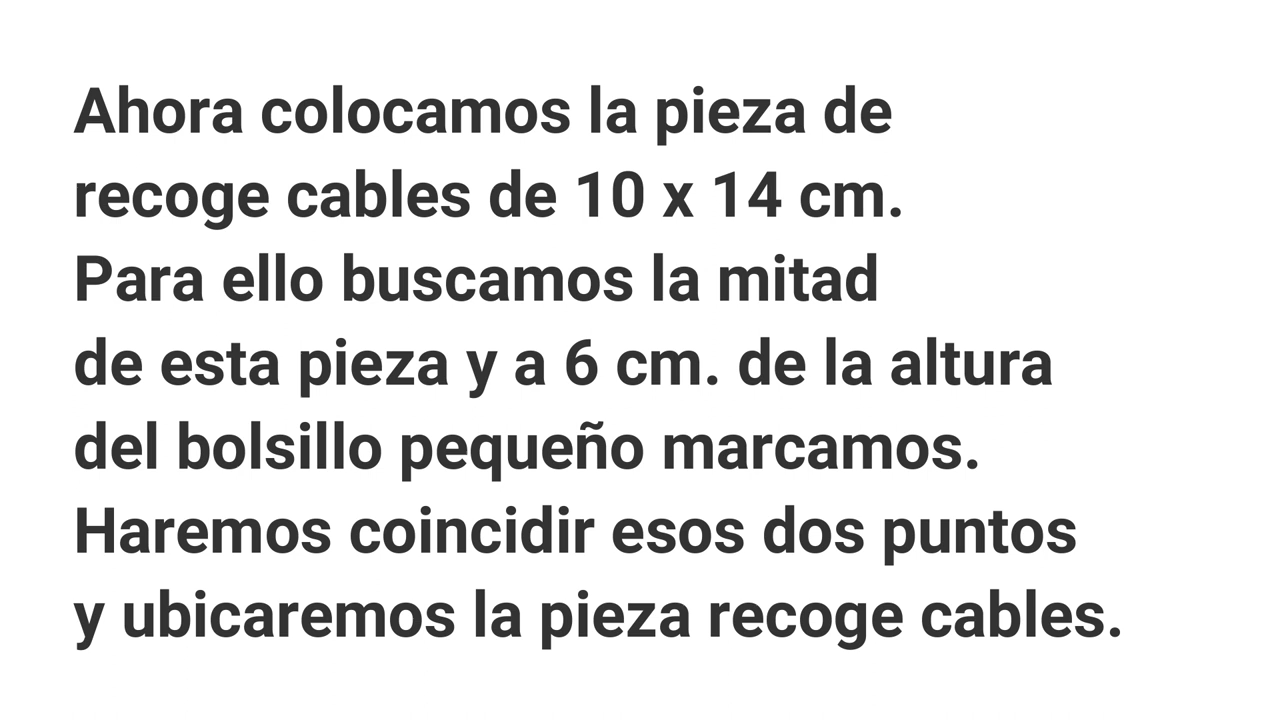 Ahora colocamos la pieza de
recoge cables de 10 x 14 cm.
Para ello buscamos la mitad
de esta pieza y a 6 cm. de la altura
del bolsillo pequeño marcamos.
Haremos coincidir esos dos puntos
y ubicaremos la pieza recoge cables.